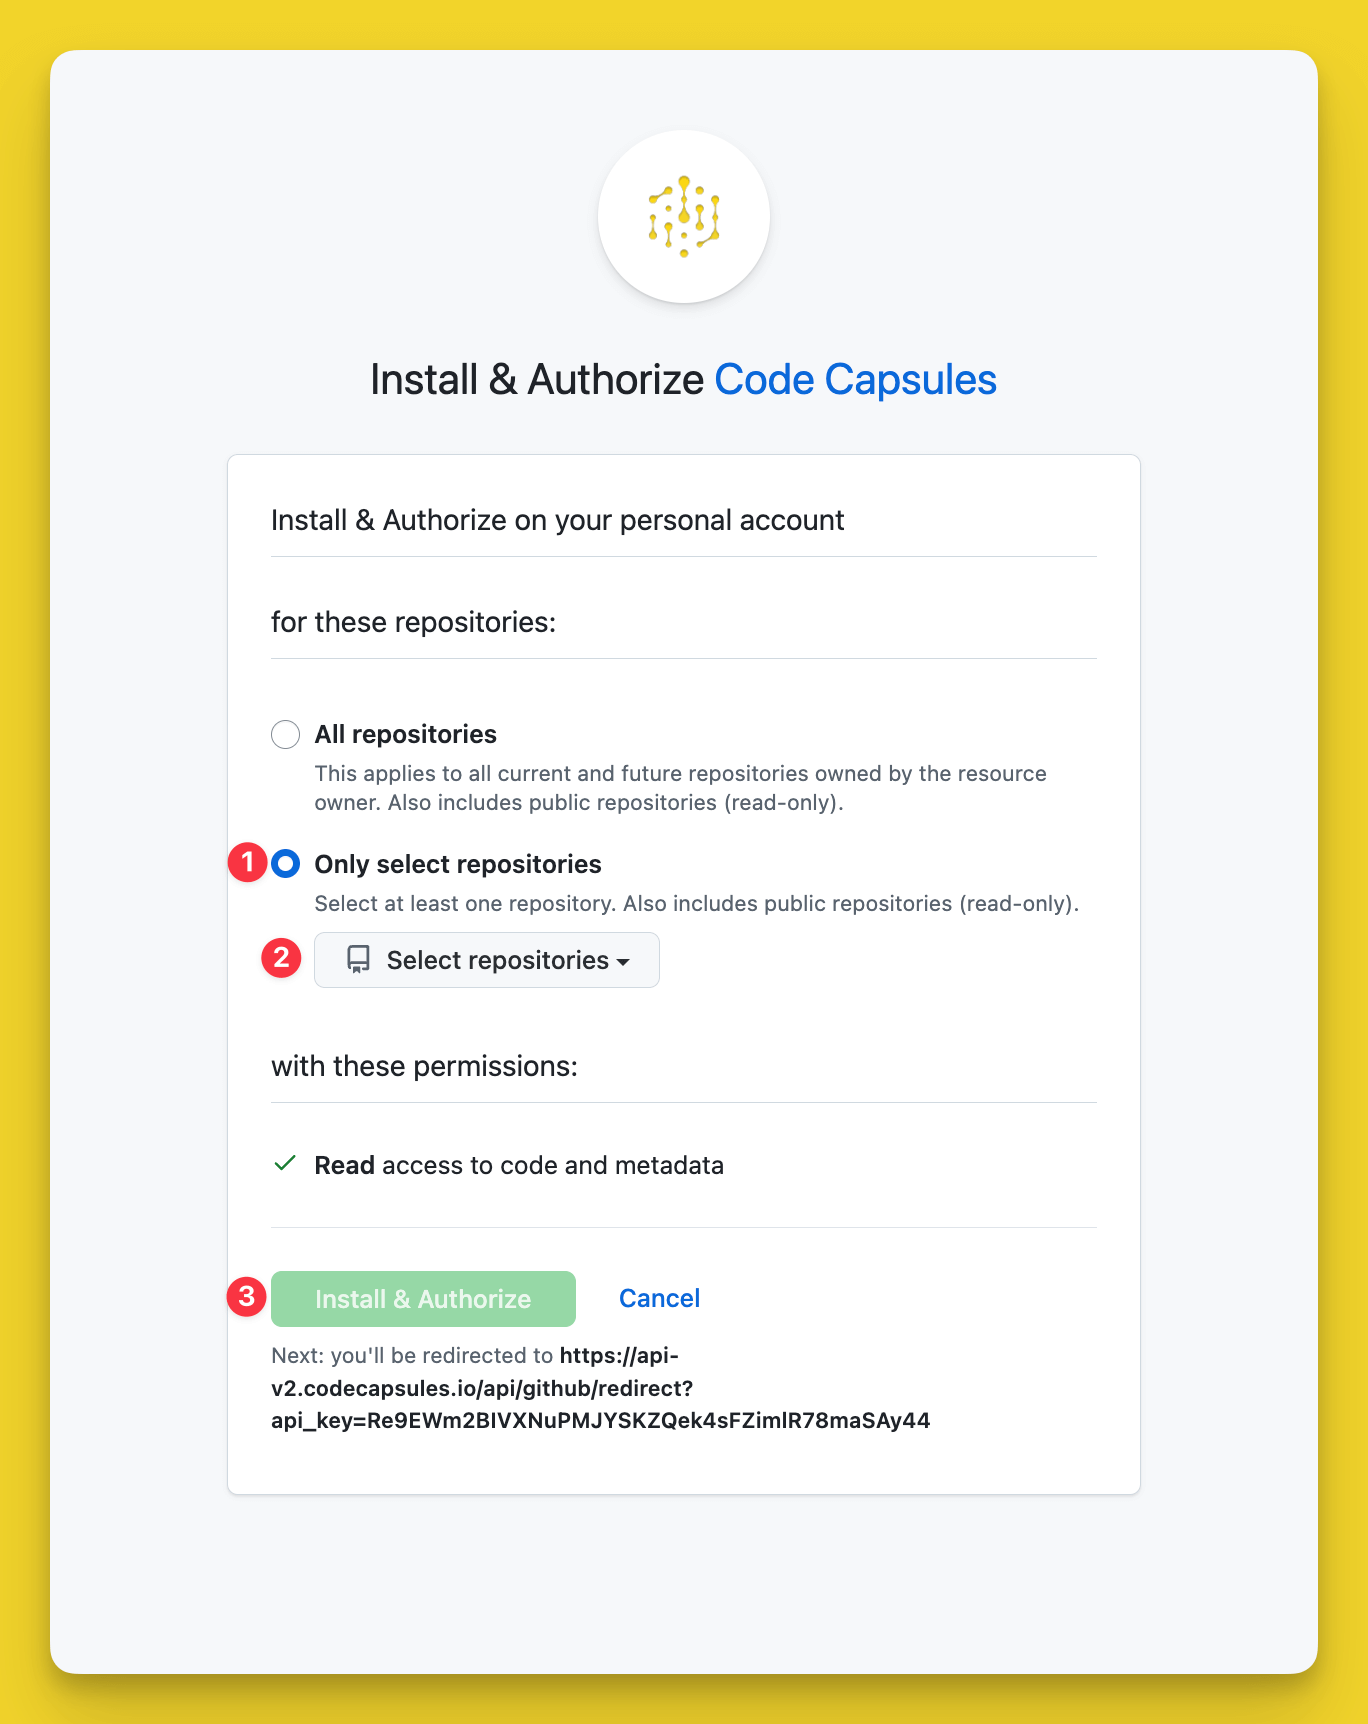 Install & Authorize Code Capsules
Install & Authorize on your personal account
for these repositories:
All repositories
This applies to all current and future repositories owned by the resource
owner. Also includes public repositories (read-only).
1 Only select repositories
Select at least one repository. Also includes public repositories (read-only).
2 Select repositories
with these permissions:
Read access to code and metadata
3 Install & Authorize Cancel
Next: you'll be redirected to https://api-
v2.codecapsules.io/api/github/redirect?
api_key=Re9EWm2BIVXNuPMJYSKZQek4sFZimlR78maSAy44